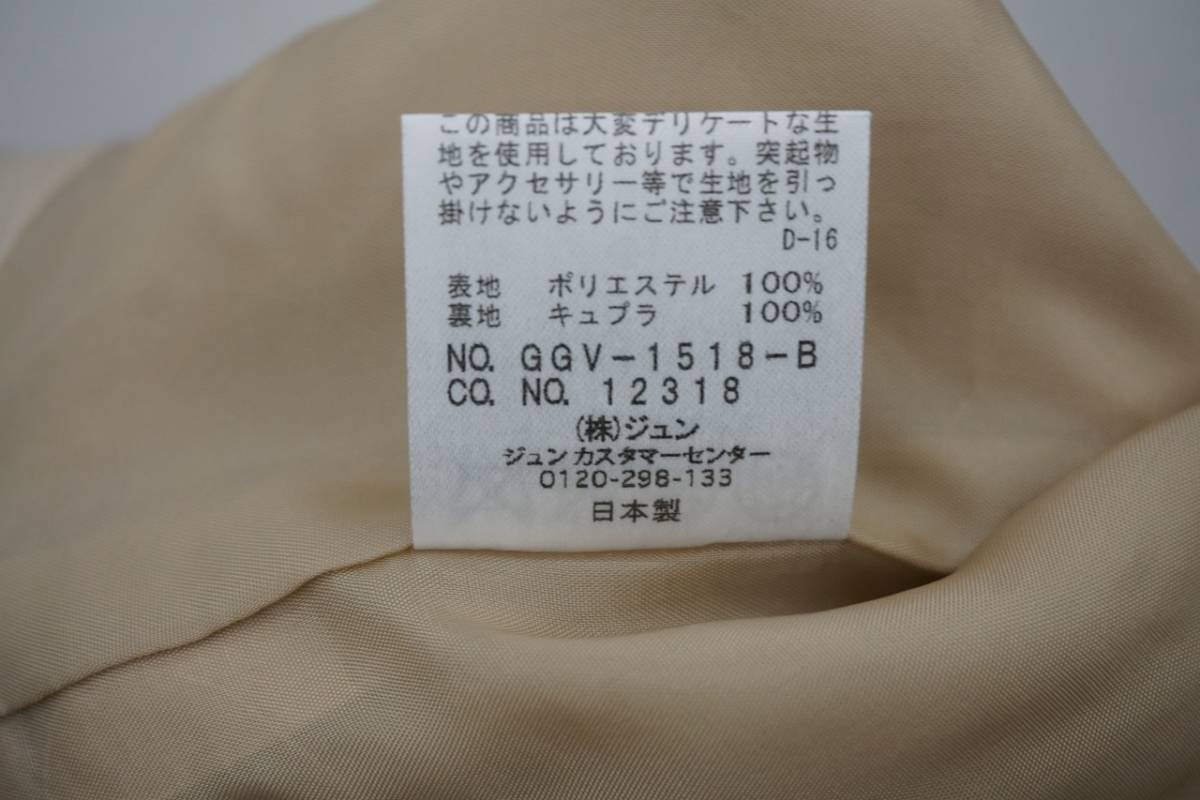 この商品は大変デリケートな生
地を使用しております。突起物
やアクセサリー等で生地を引っ
掛けないようにご注意下さい。
D-16
表地 ポリエステル 100%
裏地 キュプラ 100%
NO. GGV-1518-B
CO. NO. 12318
(株)ジュン
ジュン カスタマーセンター
0120-298-133
日本製